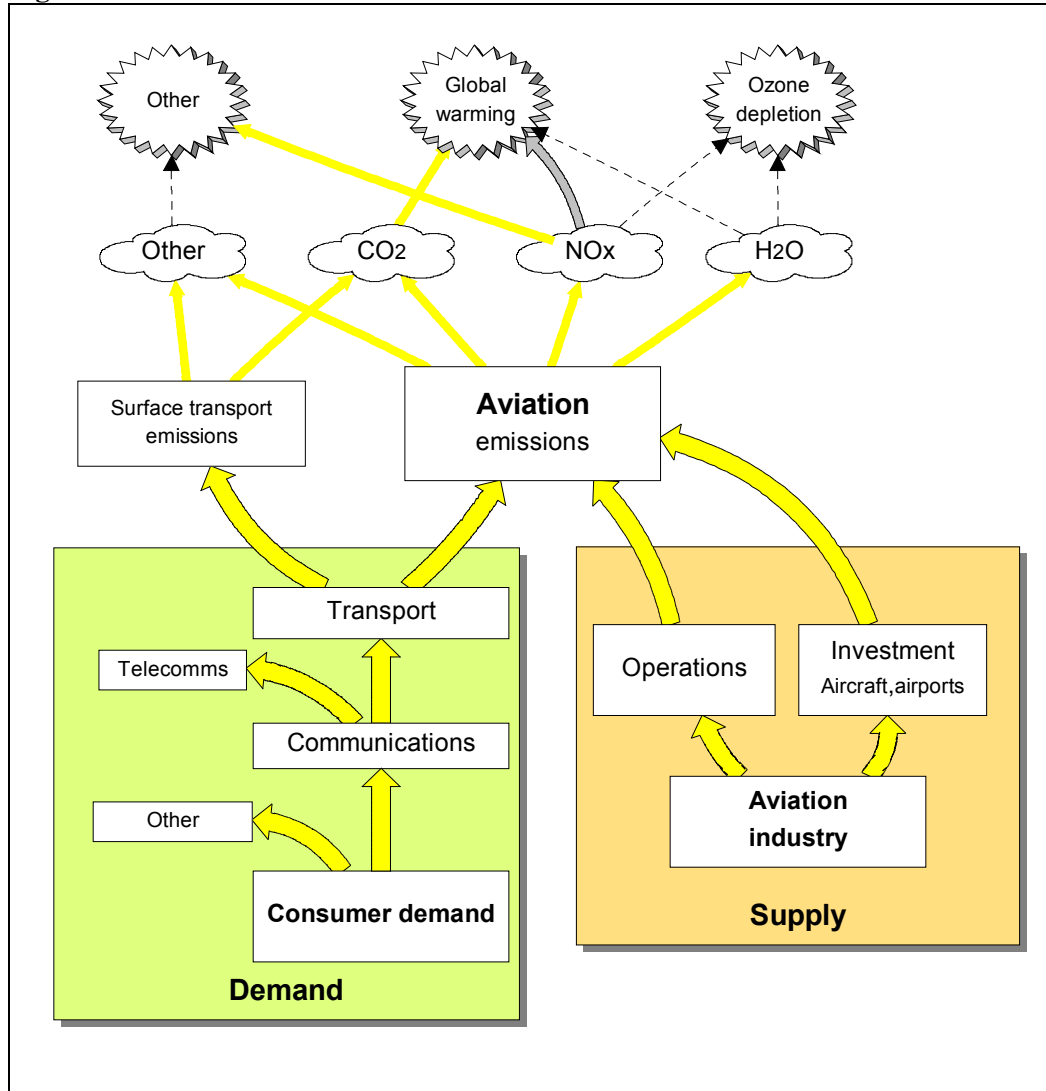 Other
Global
warming
Ozone
depletion
Other
CO2
NOx
H2O
Surface transport
emissions
Aviation
emissions
Transport
Telecomms
Communications
Other
Consumer demand
Demand
Operations
Investment
Aircraft,airports
Aviation
industry
Supply